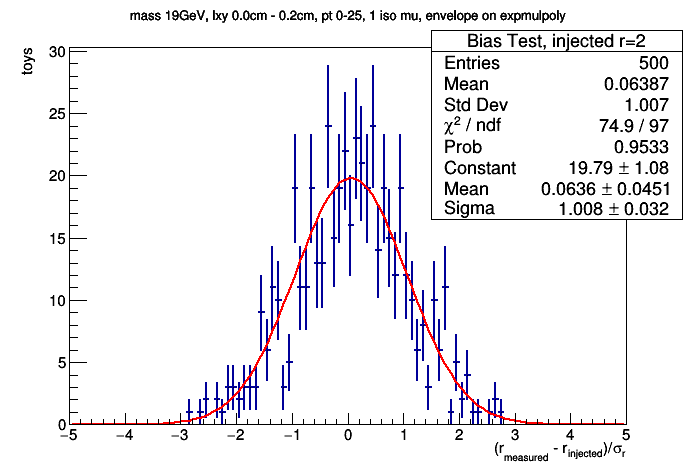 mass 19GeV, lxy 0.0cm - 0.2cm, pt 0-25, 1 iso mu, envelope on expmulpoly
toys
30
25
20
15
10
5
0
Bias Test, injected r=2
Entries 500
Mean 0.06387
Std Dev 1.007
χ² / ndf 74.9 / 97
Prob 0.9533
Constant 19.79 ± 1.08
Mean 0.0636 ± 0.0451
Sigma 1.008 ± 0.032
−5 −4 −3 −2 −1 0 1 2 3 4 5
(r_measured - r_injected)/σ_r